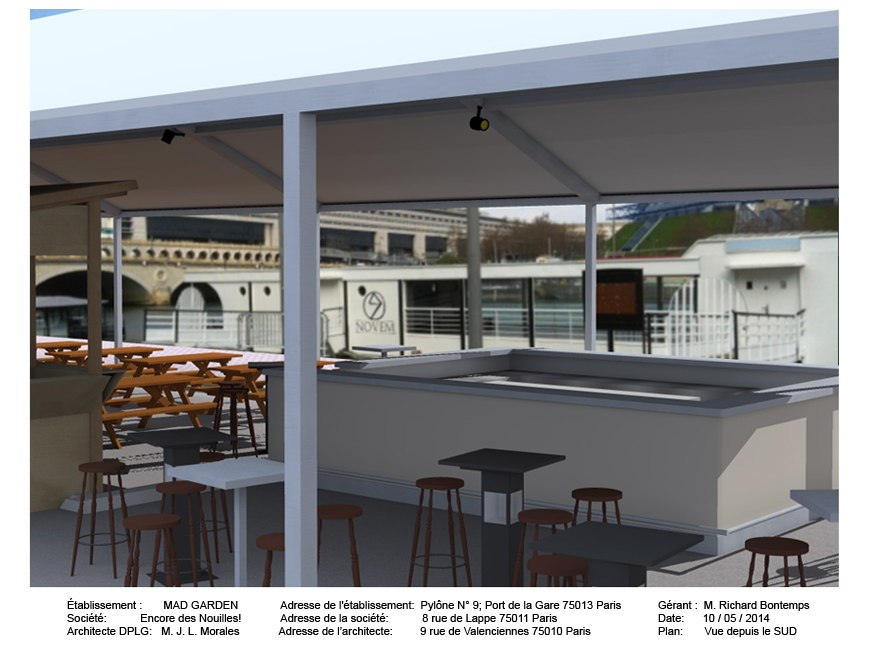 NOVEM
Établissement : MAD GARDEN Adresse de l'établissement: Pylône N° 9; Port de la Gare 75013 Paris Gérant : M. Richard Bontemps
Société: Encore des Nouilles! Adresse de la société: 8 rue de Lappe 75011 Paris Date: 10 / 05 / 2014
Architecte DPLG: M. J. L. Morales Adresse de l'architecte: 9 rue de Valenciennes 75010 Paris Plan: Vue depuis le SUD